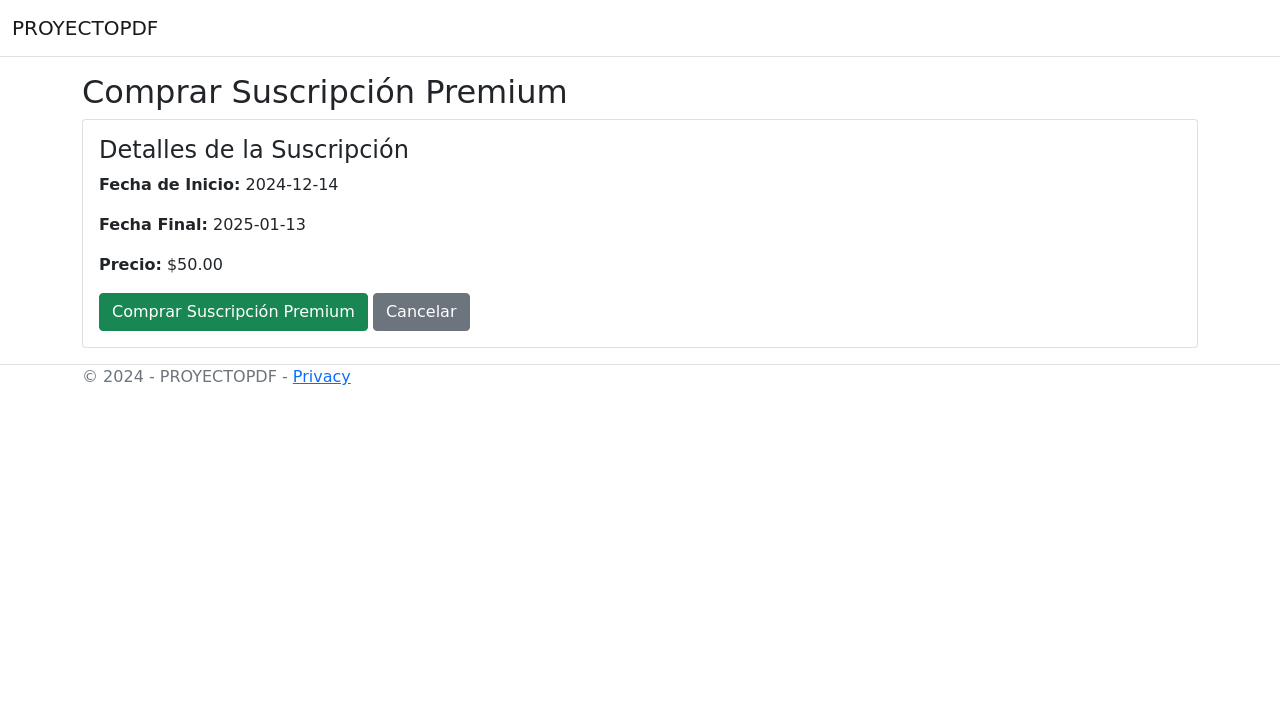 PROYECTOPDF
Comprar Suscripción Premium
Detalles de la Suscripción
Fecha de Inicio: 2024-12-14
Fecha Final: 2025-01-13
Precio: $50.00
Comprar Suscripción Premium Cancelar
© 2024 - PROYECTOPDF - Privacy